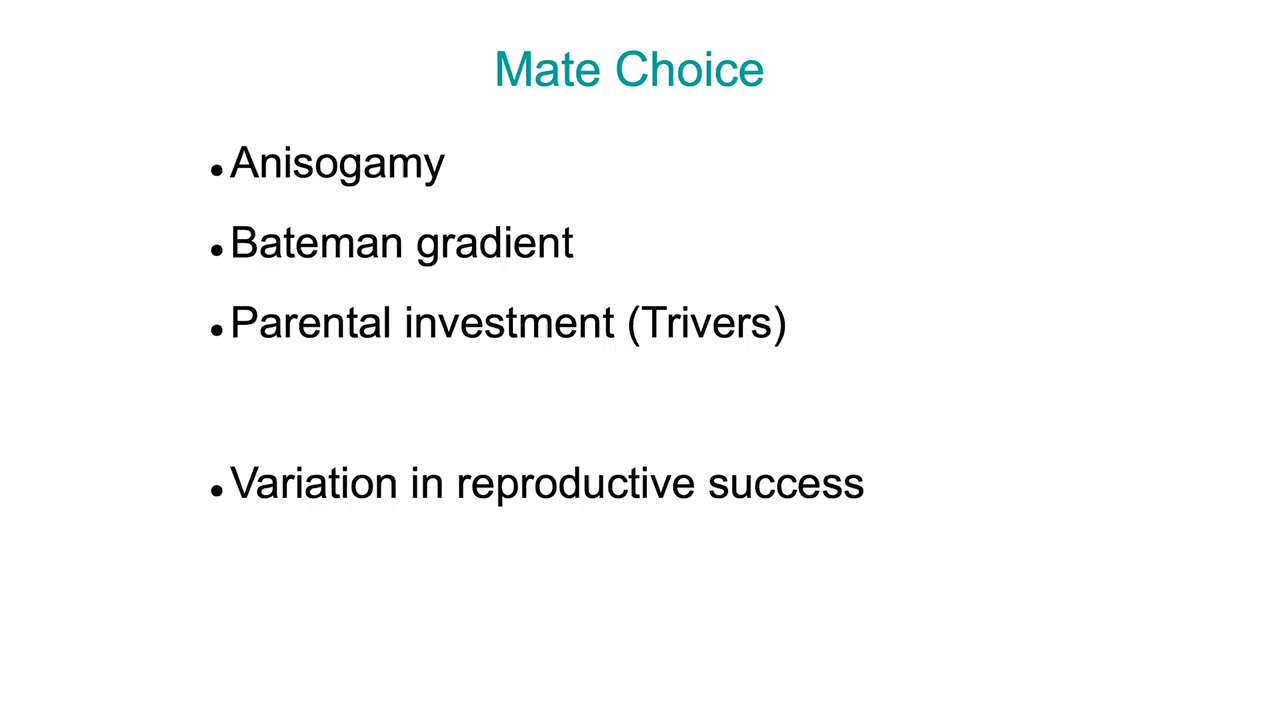 Mate Choice
• Anisogamy
• Bateman gradient
• Parental investment (Trivers)
• Variation in reproductive success